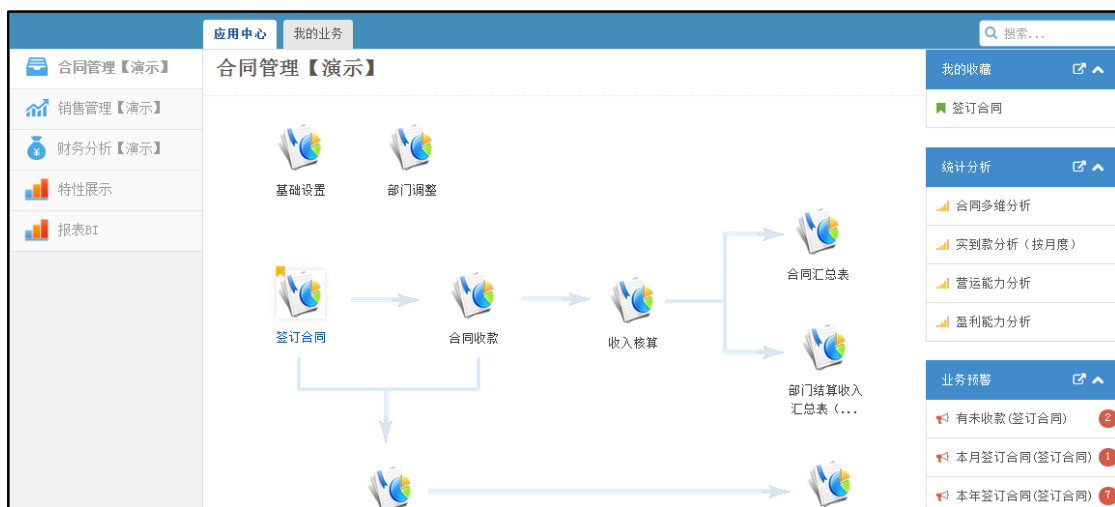 应用中心
我的业务
搜索...
合同管理【演示】
销售管理【演示】
财务分析【演示】
特性展示
报表BI
合同管理【演示】
基础设置
部门调整
签订合同
合同收款
收入核算
合同汇总表
部门结算收入
汇总表（...
我的收藏
签订合同
统计分析
合同多维分析
实到款分析（按月度）
营运能力分析
盈利能力分析
业务预警
有未收款(签订合同) 2
本月签订合同(签订合同) 1
本年签订合同(签订合同) 7